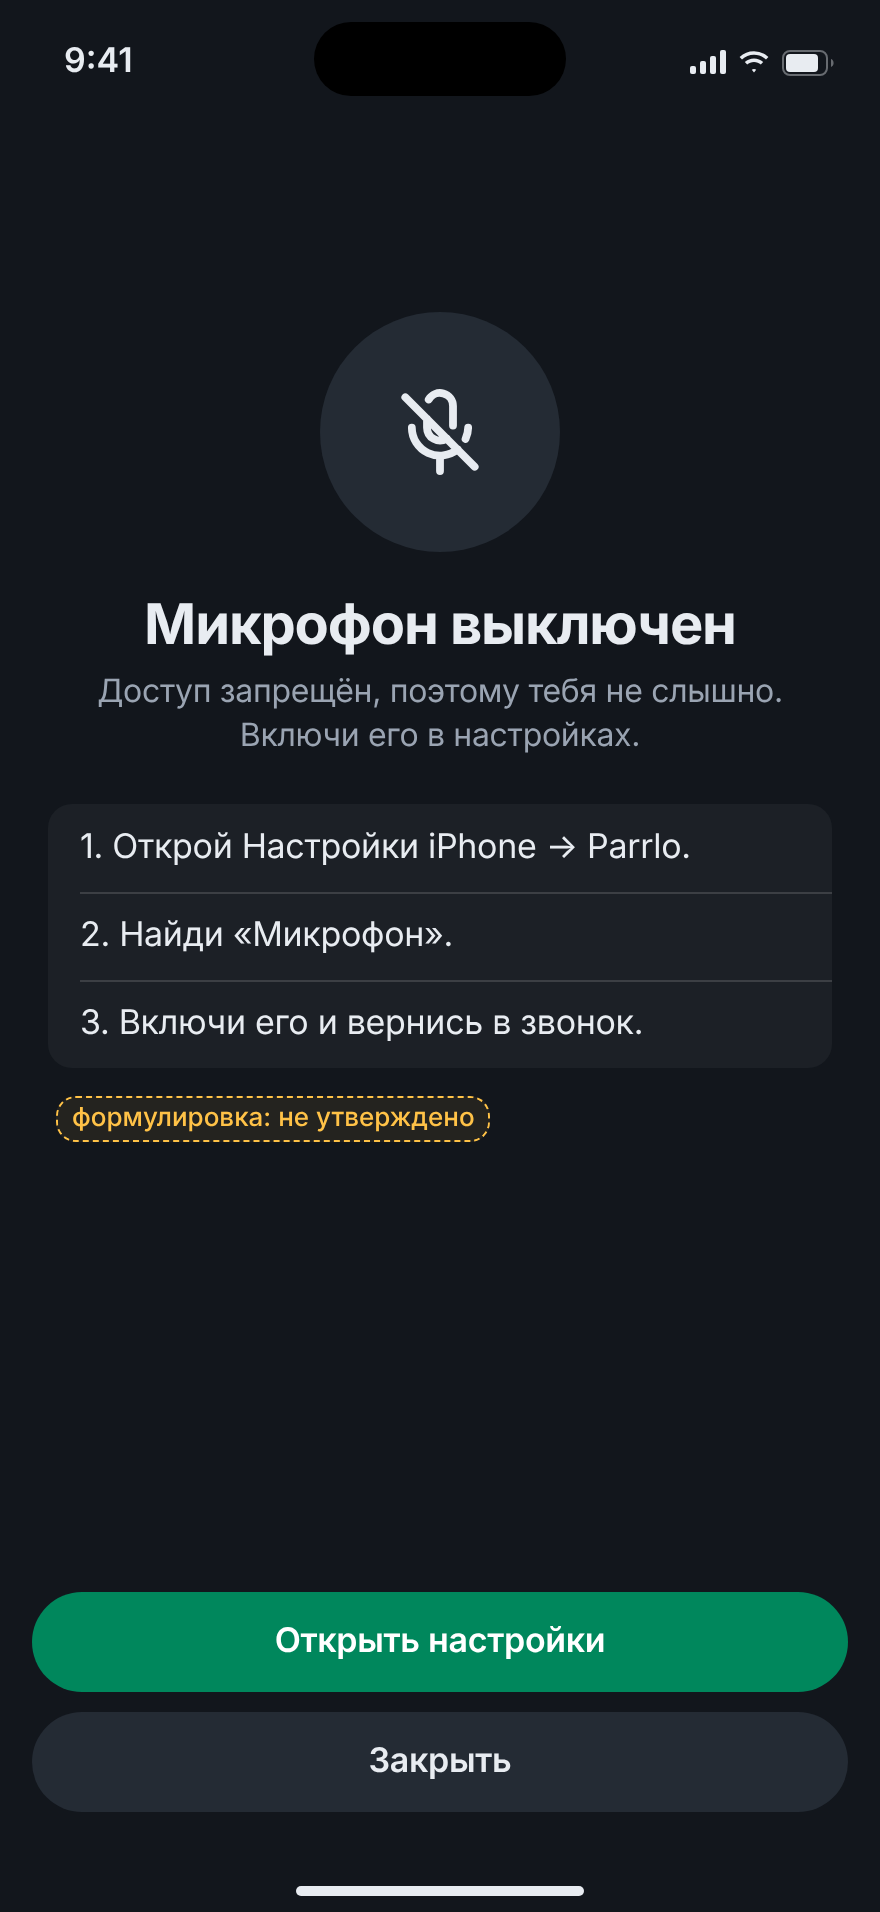 9:41
Микрофон выключен
Доступ запрещён, поэтому тебя не слышно.
Включи его в настройках.
1. Открой Настройки iPhone → Parrlo.
2. Найди «Микрофон».
3. Включи его и вернись в звонок.
формулировка: не утверждено
Открыть настройки
Закрыть